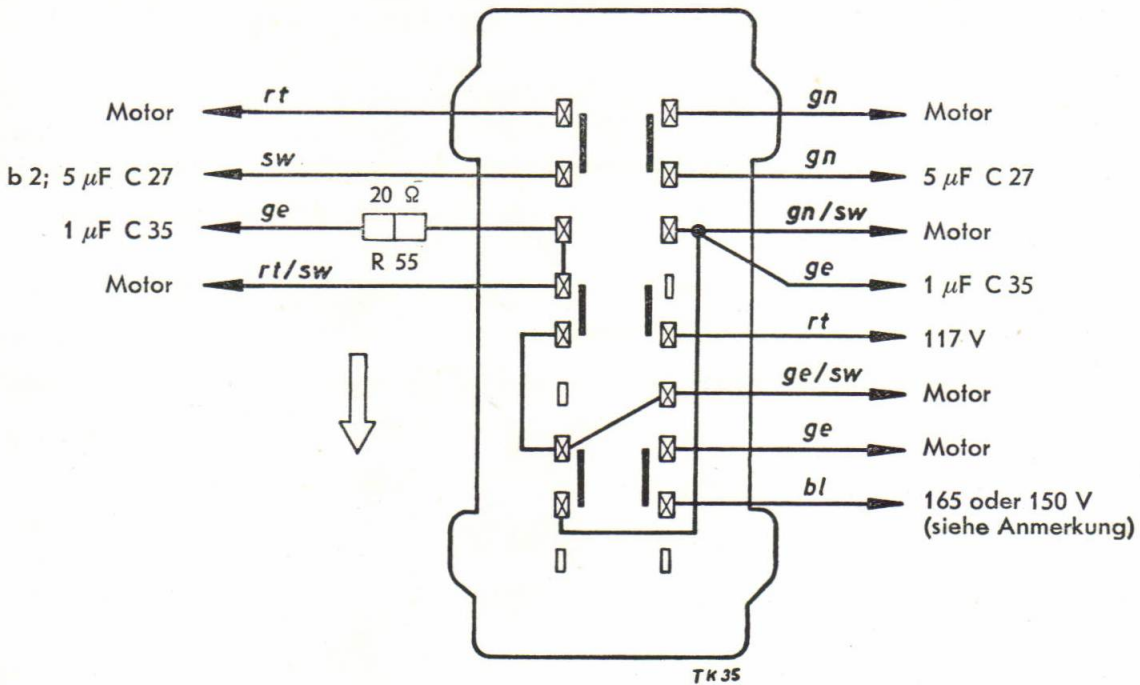 Motor
rt
b 2; 5 µF C 27
sw
1 µF C 35
ge
20 Ω
R 55
Motor
rt/sw
gn
Motor
gn
5 µF C 27
gn/sw
Motor
ge
1 µF C 35
rt
117 V
ge/sw
Motor
ge
Motor
bl
165 oder 150 V
(siehe Anmerkung)
TK 35